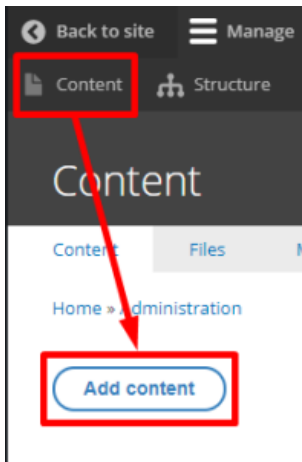 Back to site Manage
Content Structure
Content
Content Files
Home » Administration
Add content